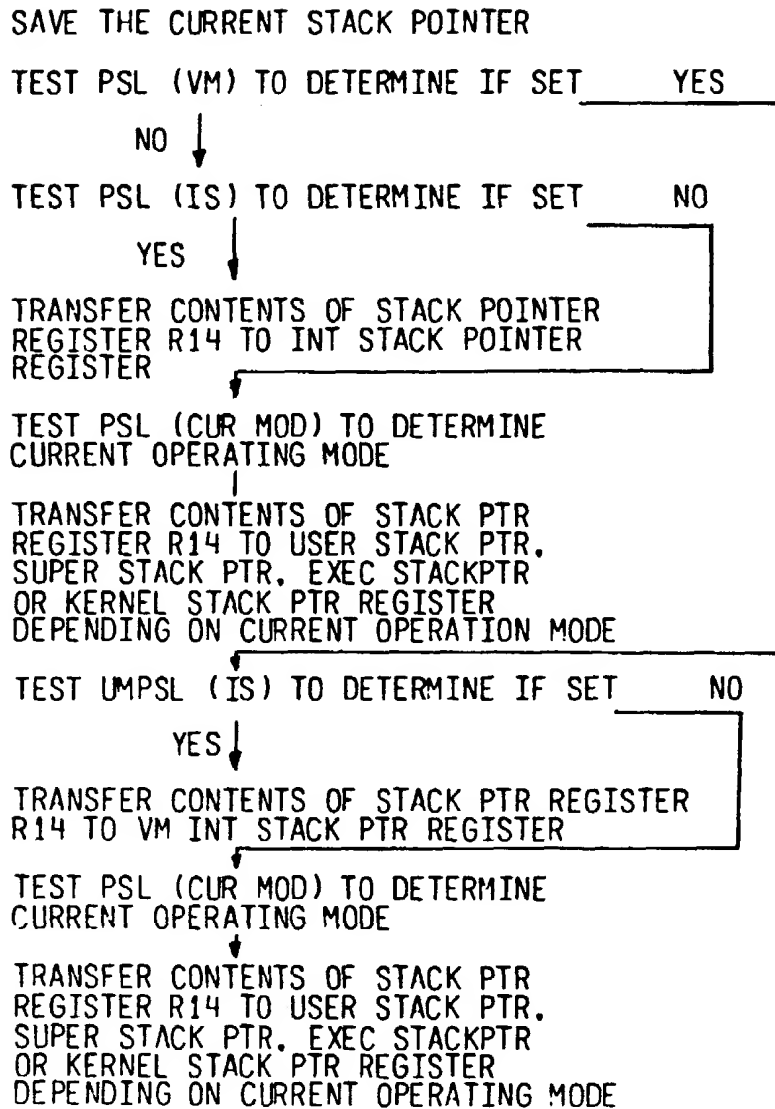 SAVE THE CURRENT STACK POINTER
TEST PSL (VM) TO DETERMINE IF SET YES
NO
TEST PSL (IS) TO DETERMINE IF SET NO
YES
TRANSFER CONTENTS OF STACK POINTER
REGISTER R14 TO INT STACK POINTER
REGISTER
TEST PSL (CUR MOD) TO DETERMINE
CURRENT OPERATING MODE
TRANSFER CONTENTS OF STACK PTR
REGISTER R14 TO USER STACK PTR.
SUPER STACK PTR. EXEC STACKPTR
OR KERNEL STACK PTR REGISTER
DEPENDING ON CURRENT OPERATION MODE
TEST UMPSL (IS) TO DETERMINE IF SET NO
YES
TRANSFER CONTENTS OF STACK PTR REGISTER
R14 TO VM INT STACK PTR REGISTER
TEST PSL (CUR MOD) TO DETERMINE
CURRENT OPERATING MODE
TRANSFER CONTENTS OF STACK PTR
REGISTER R14 TO USER STACK PTR.
SUPER STACK PTR. EXEC STACKPTR
OR KERNEL STACK PTR REGISTER
DEPENDING ON CURRENT OPERATING MODE